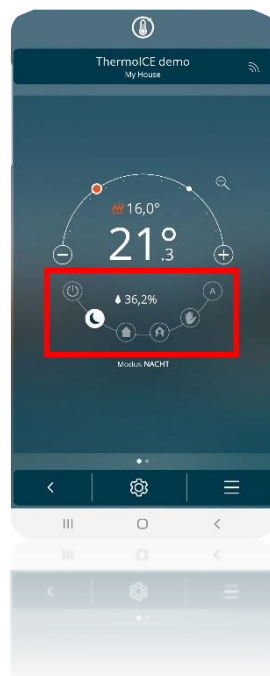 ThermoICE demo
My House
16,0°
21°.3
36,2%
A
Modus NACHT